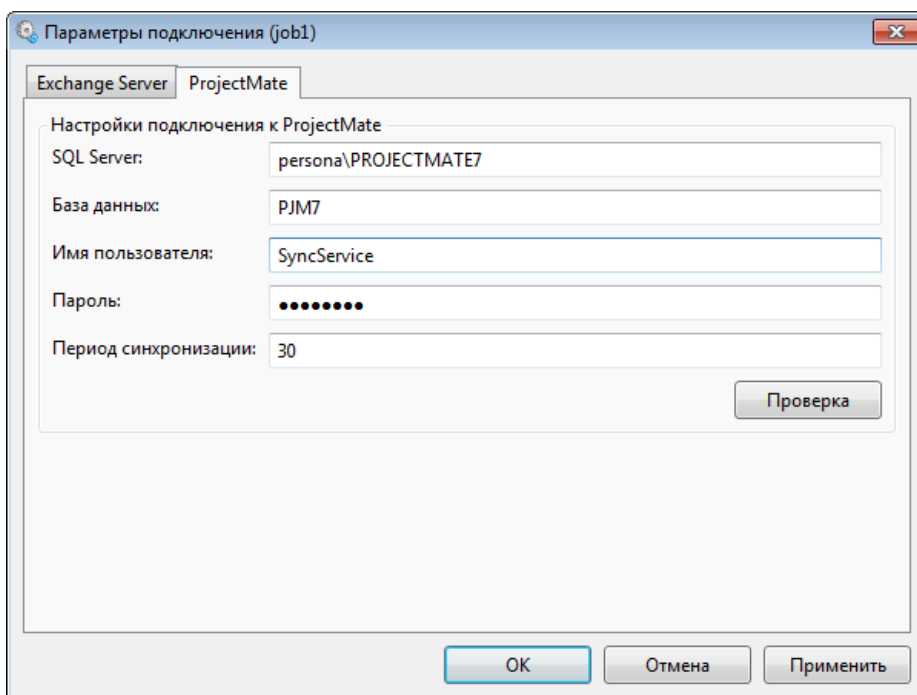 Параметры подключения (job1)
Exchange Server
ProjectMate
Настройки подключения к ProjectMate
SQL Server:
persona\PROJECTMATE7
База данных:
PJM7
Имя пользователя:
SyncService
Пароль:
●●●●●●●●
Период синхронизации:
30
Проверка
ОК
Отмена
Применить